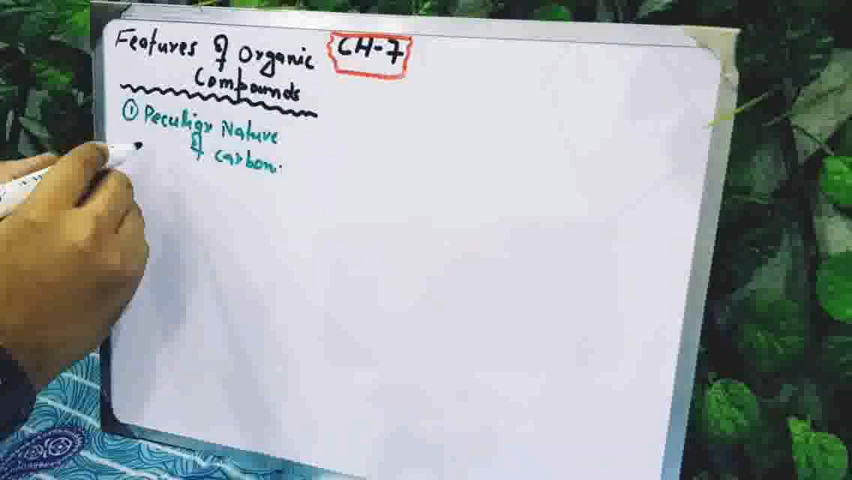 Features of Organic
Compounds
CH-7
① Peculiar Nature
of carbon.